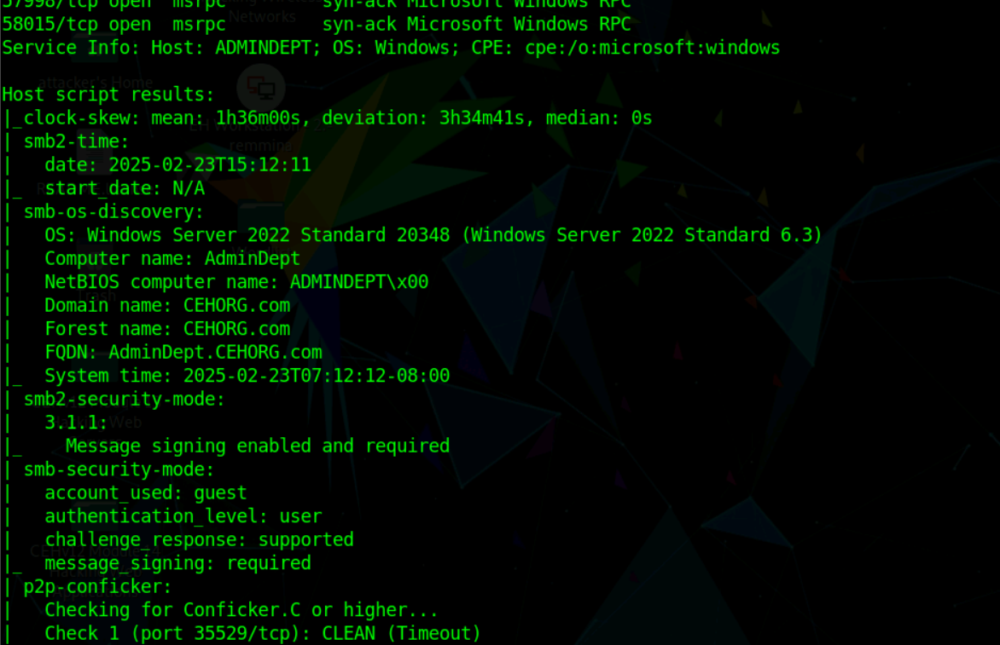 57998/tcp open  msrpc         syn-ack Microsoft Windows RPC
58015/tcp open  msrpc         syn-ack Microsoft Windows RPC
Service Info: Host: ADMINDEPT; OS: Windows; CPE: cpe:/o:microsoft:windows

Host script results:
|_clock-skew: mean: 1h36m00s, deviation: 3h34m41s, median: 0s
| smb2-time:
|   date: 2025-02-23T15:12:11
|_  start_date: N/A
| smb-os-discovery:
|   OS: Windows Server 2022 Standard 20348 (Windows Server 2022 Standard 6.3)
|   Computer name: AdminDept
|   NetBIOS computer name: ADMINDEPT\x00
|   Domain name: CEHORG.com
|   Forest name: CEHORG.com
|   FQDN: AdminDept.CEHORG.com
|_  System time: 2025-02-23T07:12:12-08:00
| smb2-security-mode:
|   3.1.1:
|_    Message signing enabled and required
| smb-security-mode:
|   account_used: guest
|   authentication_level: user
|   challenge_response: supported
|_  message_signing: required
| p2p-conficker:
|   Checking for Conficker.C or higher...
|   Check 1 (port 35529/tcp): CLEAN (Timeout)
Networks
attacker's Home